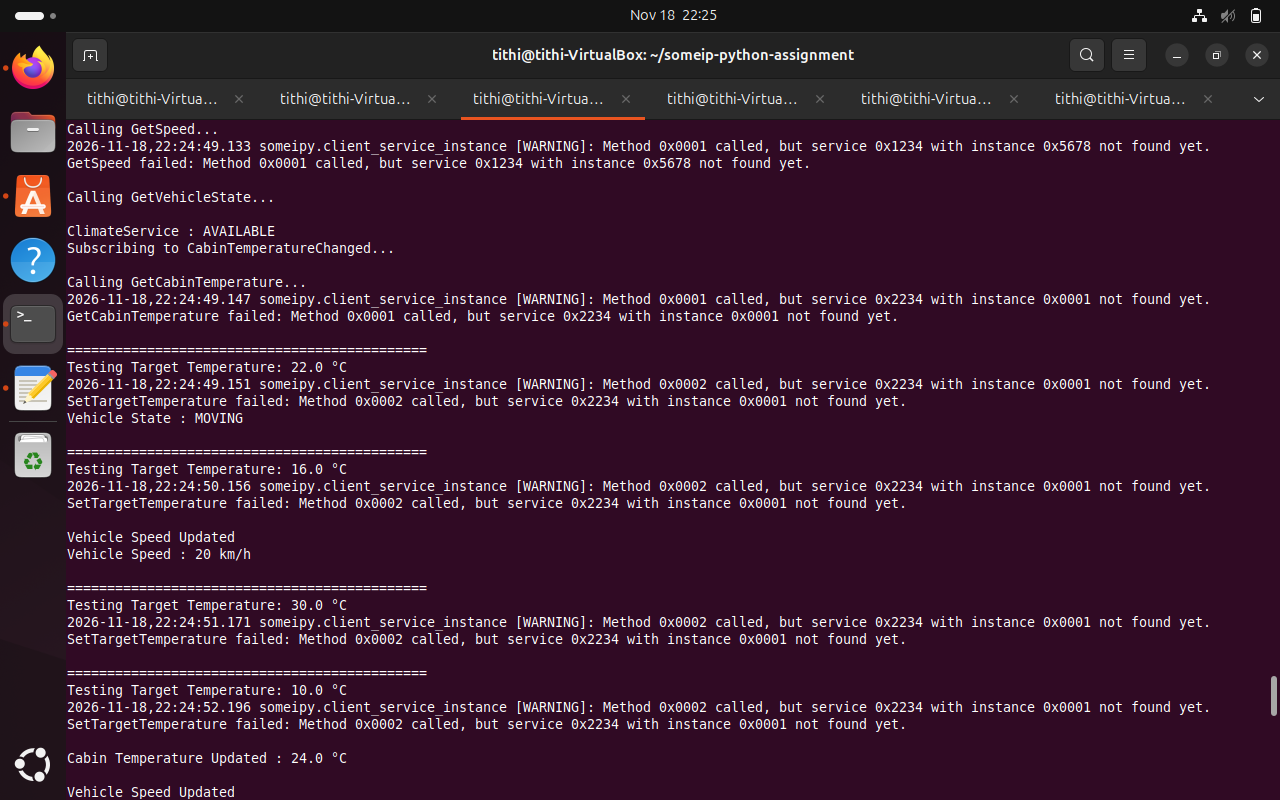 Nov 18 22:25
tithi@tithi-VirtualBox: ~/someip-python-assignment
tithi@tithi-Virtua... tithi@tithi-Virtua... tithi@tithi-Virtua... tithi@tithi-Virtua... tithi@tithi-Virtua... tithi@tithi-Virtua...
Calling GetSpeed...
2026-11-18,22:24:49.133 someipy.client_service_instance [WARNING]: Method 0x0001 called, but service 0x1234 with instance 0x5678 not found yet.
GetSpeed failed: Method 0x0001 called, but service 0x1234 with instance 0x5678 not found yet.
Calling GetVehicleState...
ClimateService : AVAILABLE
Subscribing to CabinTemperatureChanged...
Calling GetCabinTemperature...
2026-11-18,22:24:49.147 someipy.client_service_instance [WARNING]: Method 0x0001 called, but service 0x2234 with instance 0x0001 not found yet.
GetCabinTemperature failed: Method 0x0001 called, but service 0x2234 with instance 0x0001 not found yet.
=============================================
Testing Target Temperature: 22.0 °C
2026-11-18,22:24:49.151 someipy.client_service_instance [WARNING]: Method 0x0002 called, but service 0x2234 with instance 0x0001 not found yet.
SetTargetTemperature failed: Method 0x0002 called, but service 0x2234 with instance 0x0001 not found yet.
Vehicle State : MOVING
=============================================
Testing Target Temperature: 16.0 °C
2026-11-18,22:24:50.156 someipy.client_service_instance [WARNING]: Method 0x0002 called, but service 0x2234 with instance 0x0001 not found yet.
SetTargetTemperature failed: Method 0x0002 called, but service 0x2234 with instance 0x0001 not found yet.
Vehicle Speed Updated
Vehicle Speed : 20 km/h
=============================================
Testing Target Temperature: 30.0 °C
2026-11-18,22:24:51.171 someipy.client_service_instance [WARNING]: Method 0x0002 called, but service 0x2234 with instance 0x0001 not found yet.
SetTargetTemperature failed: Method 0x0002 called, but service 0x2234 with instance 0x0001 not found yet.
=============================================
Testing Target Temperature: 10.0 °C
2026-11-18,22:24:52.196 someipy.client_service_instance [WARNING]: Method 0x0002 called, but service 0x2234 with instance 0x0001 not found yet.
SetTargetTemperature failed: Method 0x0002 called, but service 0x2234 with instance 0x0001 not found yet.
Cabin Temperature Updated : 24.0 °C
Vehicle Speed Updated